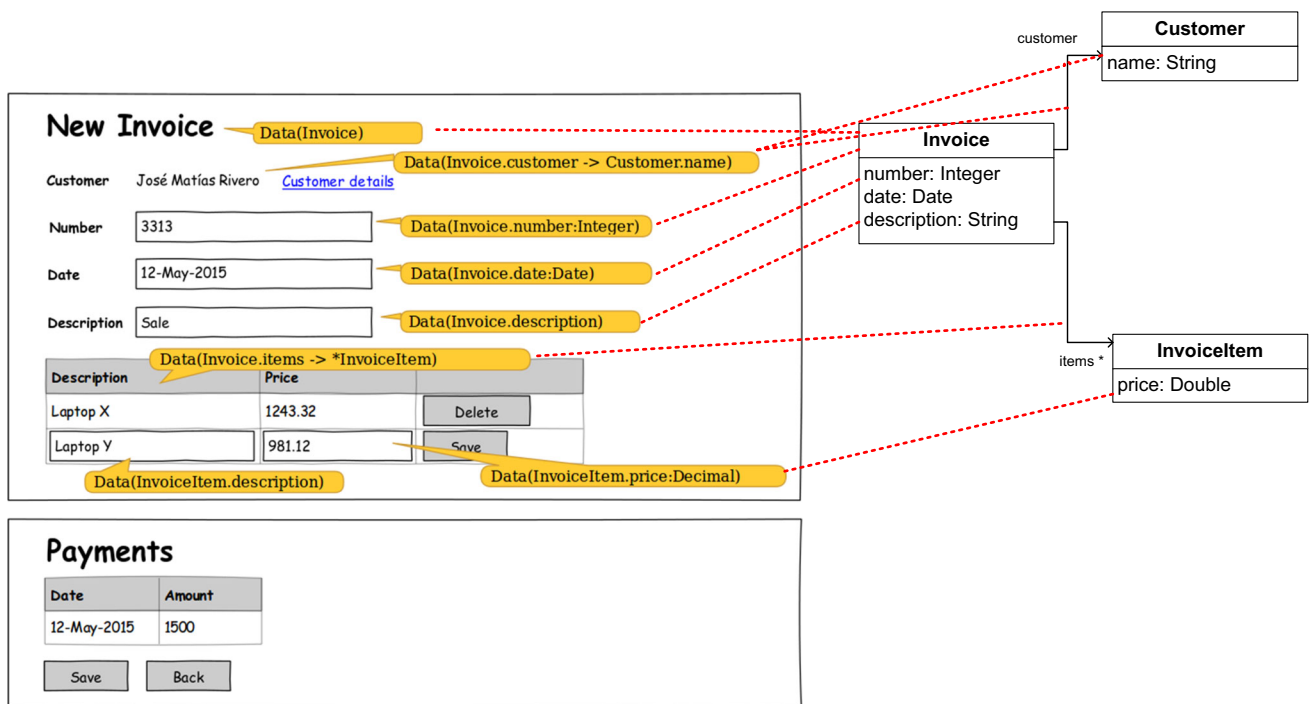 customer
Customer
name: String
New Invoice
Data(Invoice)
Data(Invoice.customer -> Customer.name)
Customer José Matías Rivero Customer details
Invoice
number: Integer
date: Date
description: String
Number 3313
Data(Invoice.number:Integer)
Date 12-May-2015
Data(Invoice.date:Date)
Description Sale
Data(Invoice.description)
Data(Invoice.items -> *InvoiceItem)
items *
InvoiceItem
price: Double
Description Price
Laptop X 1243.32 Delete
Laptop Y 981.12 Save
Data(InvoiceItem.description)
Data(InvoiceItem.price:Decimal)
Payments
Date Amount
12-May-2015 1500
Save Back